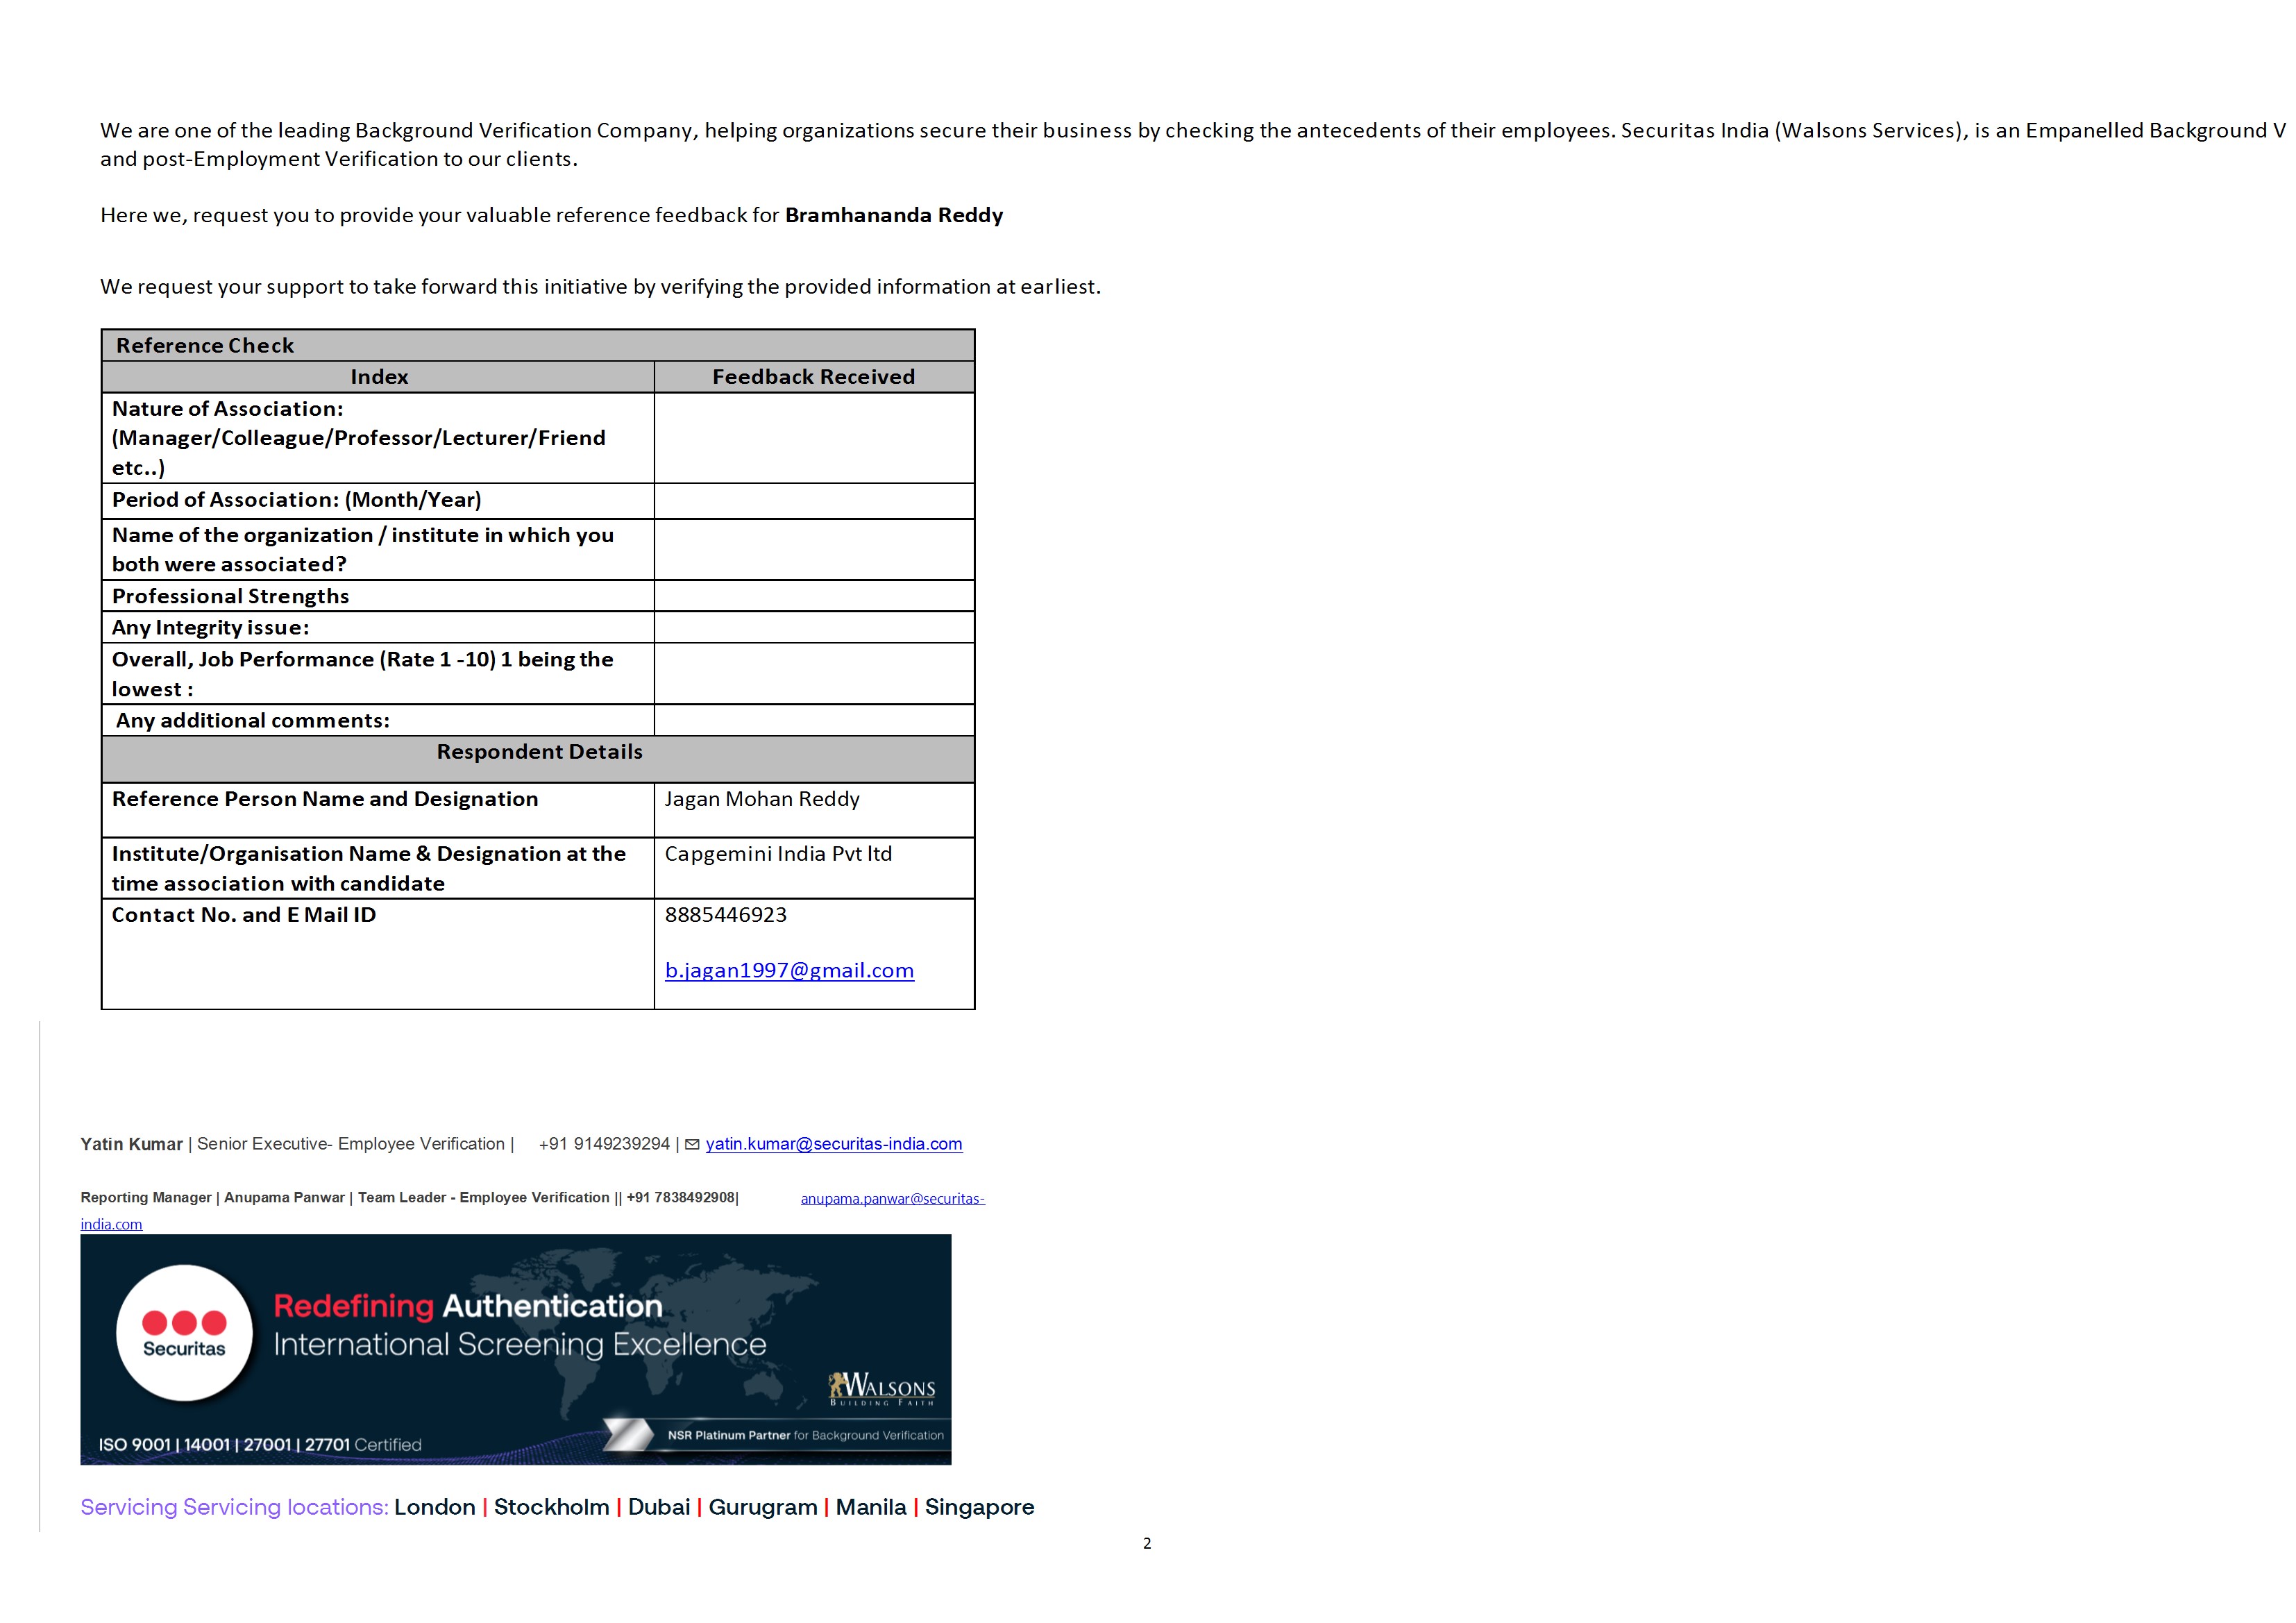 We are one of the leading Background Verification Company, helping organizations secure their business by checking the antecedents of their employees. Securitas India (Walsons Services), is an Empanelled Background V
and post-Employment Verification to our clients.
Here we, request you to provide your valuable reference feedback for Bramhananda Reddy
We request your support to take forward this initiative by verifying the provided information at earliest.
Reference Check
Index Feedback Received
Nature of Association:
(Manager/Colleague/Professor/Lecturer/Friend
etc..)
Period of Association: (Month/Year)
Name of the organization / institute in which you
both were associated?
Professional Strengths
Any Integrity issue:
Overall, Job Performance (Rate 1 -10) 1 being the
lowest :
Any additional comments:
Respondent Details
Reference Person Name and Designation Jagan Mohan Reddy
Institute/Organisation Name & Designation at the Capgemini India Pvt ltd
time association with candidate
Contact No. and E Mail ID 8885446923
b.jagan1997@gmail.com
Yatin Kumar | Senior Executive- Employee Verification | +91 9149239294 | yatin.kumar@securitas-india.com
Reporting Manager | Anupama Panwar | Team Leader - Employee Verification || +91 7838492908| anupama.panwar@securitas-
india.com
Redefining Authentication
International Screening Excellence
Securitas
WALSONS
BUILDING FAITH
NSR Platinum Partner for Background Verification
ISO 9001 | 14001 | 27001 | 27701 Certified
Servicing Servicing locations: London | Stockholm | Dubai | Gurugram | Manila | Singapore
2